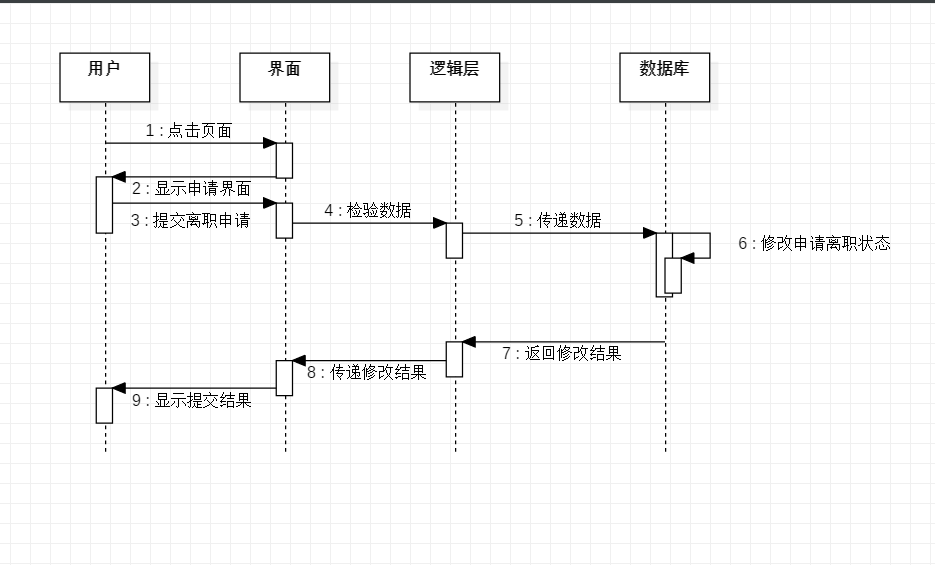 用户
界面
逻辑层
数据库
1 : 点击页面
2 : 显示申请界面
3 : 提交离职申请
4 : 检验数据
5 : 传递数据
6 : 修改申请离职状态
7 : 返回修改结果
8 : 传递修改结果
9 : 显示提交结果